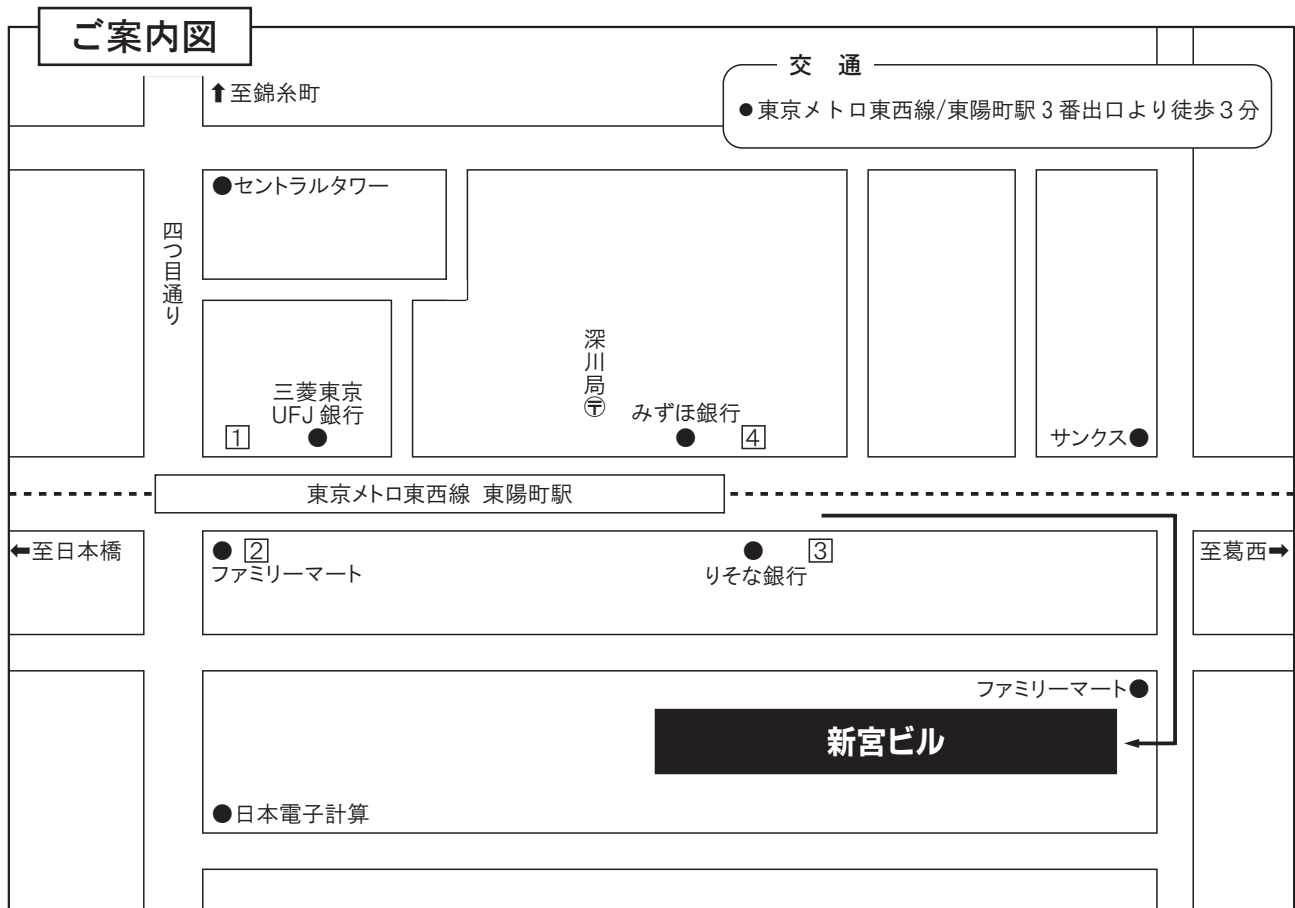 ご案内図
交　通
●東京メトロ東西線/東陽町駅3番出口より徒歩3分
⬆至錦糸町
●セントラルタワー
四つ目通り
三菱東京
UFJ銀行
1
●
深川局〶
みずほ銀行
●
4
サンクス●
東京メトロ東西線 東陽町駅
⬅至日本橋
●
2
ファミリーマート
●
3
りそな銀行
至葛西➡
ファミリーマート●
新宮ビル
●日本電子計算